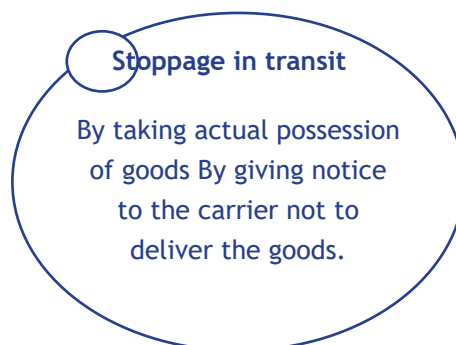 Stoppage in transit
By taking actual possession
of goods By giving notice
to the carrier not to
deliver the goods.